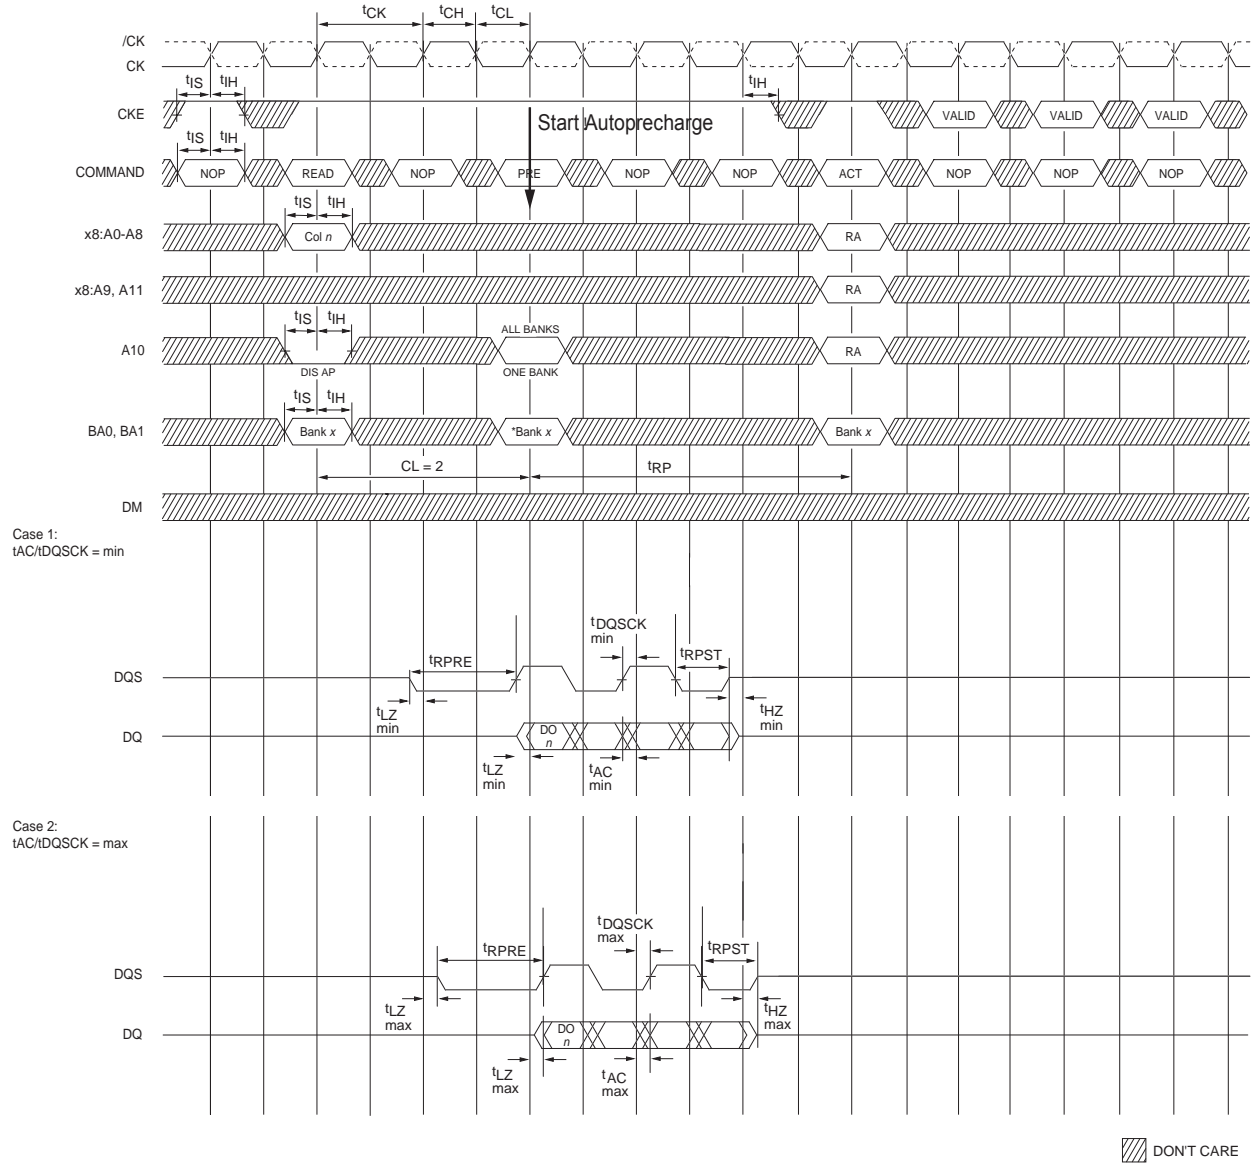 tCK tCH tCL
/CK
CK
tIS tIH tIH
CKE VALID VALID VALID
Start Autoprecharge
tIS tIH
COMMAND NOP READ NOP PRE NOP NOP ACT NOP NOP NOP
tIS tIH
x8:A0-A8 Col n RA
x8:A9, A11 RA
tIS tIH ALL BANKS
A10 RA
DIS AP ONE BANK
tIS tIH
BA0, BA1 Bank x *Bank x Bank x
CL = 2 tRP
DM
Case 1:
tAC/tDQSCK = min
tDQSCK
min
tRPRE tRPST
DQS
tLZ
min
tHZ
min
DQ DO
n
tLZ
min
tAC
min
Case 2:
tAC/tDQSCK = max
tDQSCK
max
tRPRE tRPST
DQS
tLZ
max
tHZ
max
DQ DO
n
tLZ
max
tAC
max
DON'T CARE